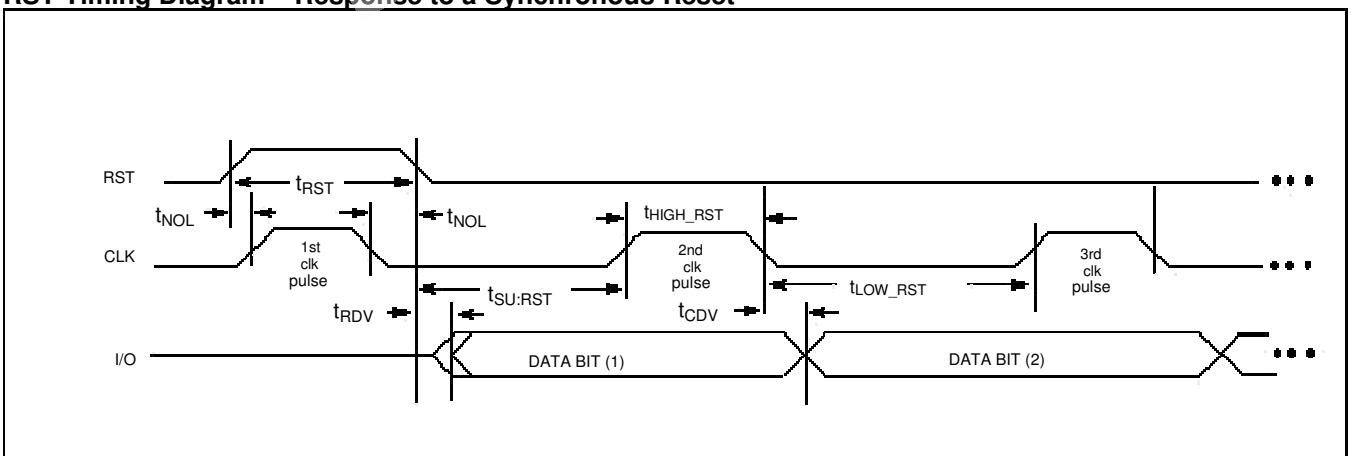 RST Timing Diagram – Response to a Synchronous Reset
RST
tRST
tNOL
tNOL
tHIGH_RST
CLK
1st
clk
pulse
2nd
clk
pulse
3rd
clk
pulse
tSU:RST
tLOW_RST
tRDV
tCDV
I/O
DATA BIT (1)
DATA BIT (2)